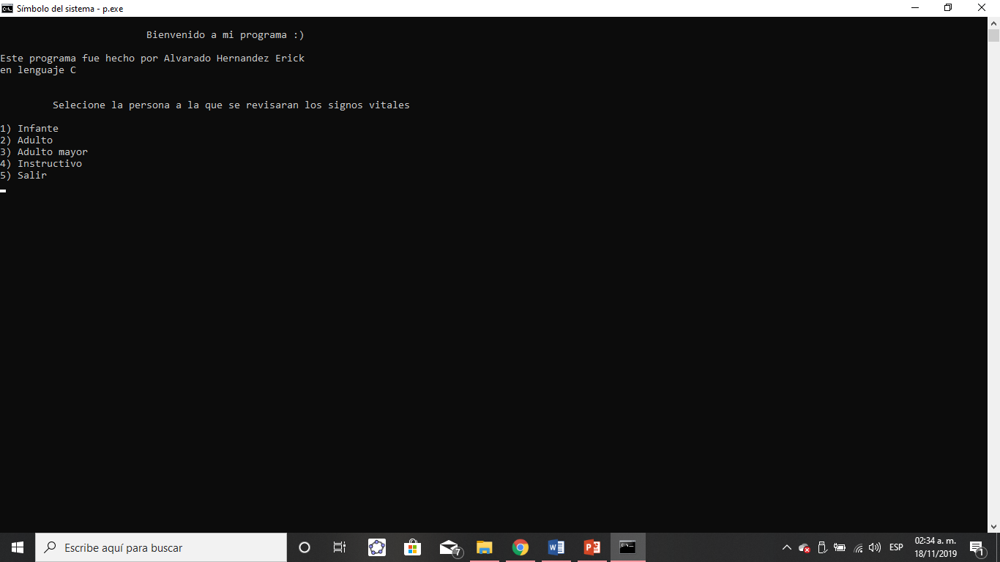 Símbolo del sistema - p.exe
Bienvenido a mi programa :)
Este programa fue hecho por Alvarado Hernandez Erick
en lenguaje C
Selecione la persona a la que se revisaran los signos vitales
1) Infante
2) Adulto
3) Adulto mayor
4) Instructivo
5) Salir
Escribe aquí para buscar
7
ESP
02:34 a. m.
18/11/2019
1